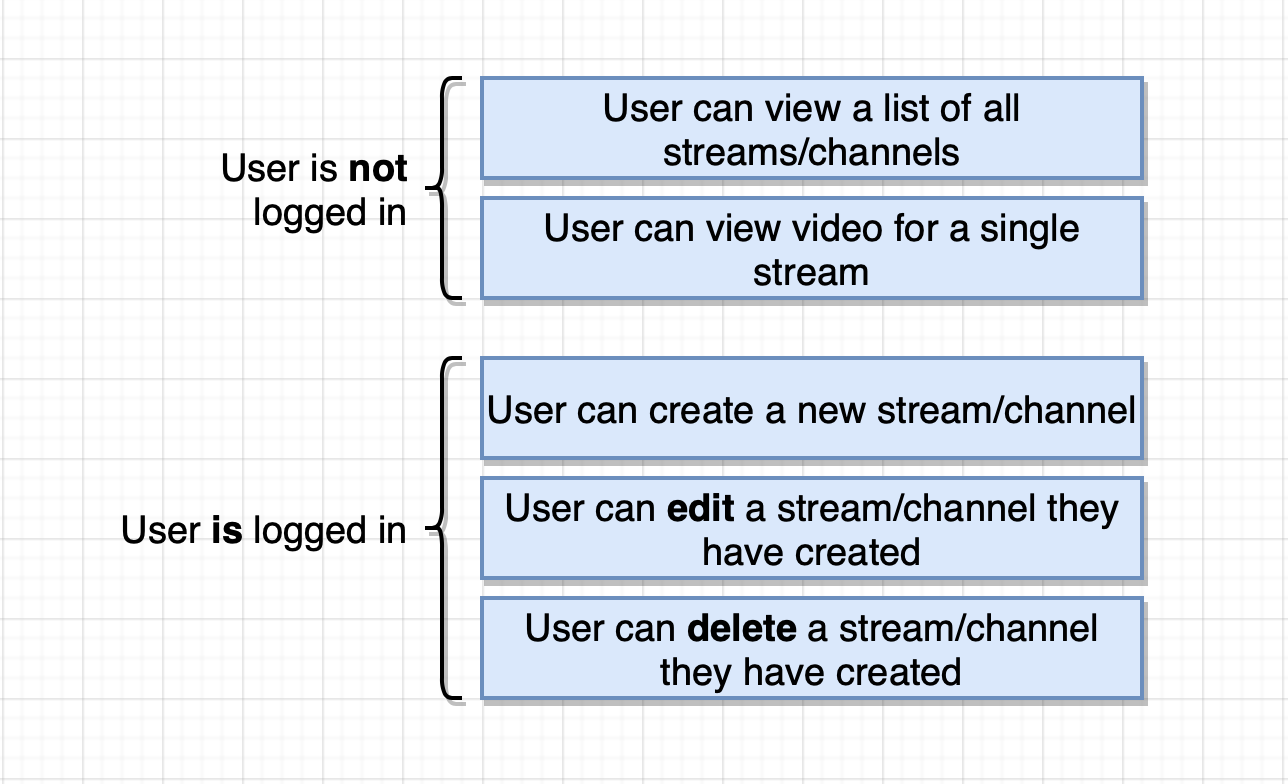 User can view a list of all
streams/channels
User is not
logged in
User can view video for a single
stream
User can create a new stream/channel
User can edit a stream/channel they
have created
User is logged in
User can delete a stream/channel
they have created